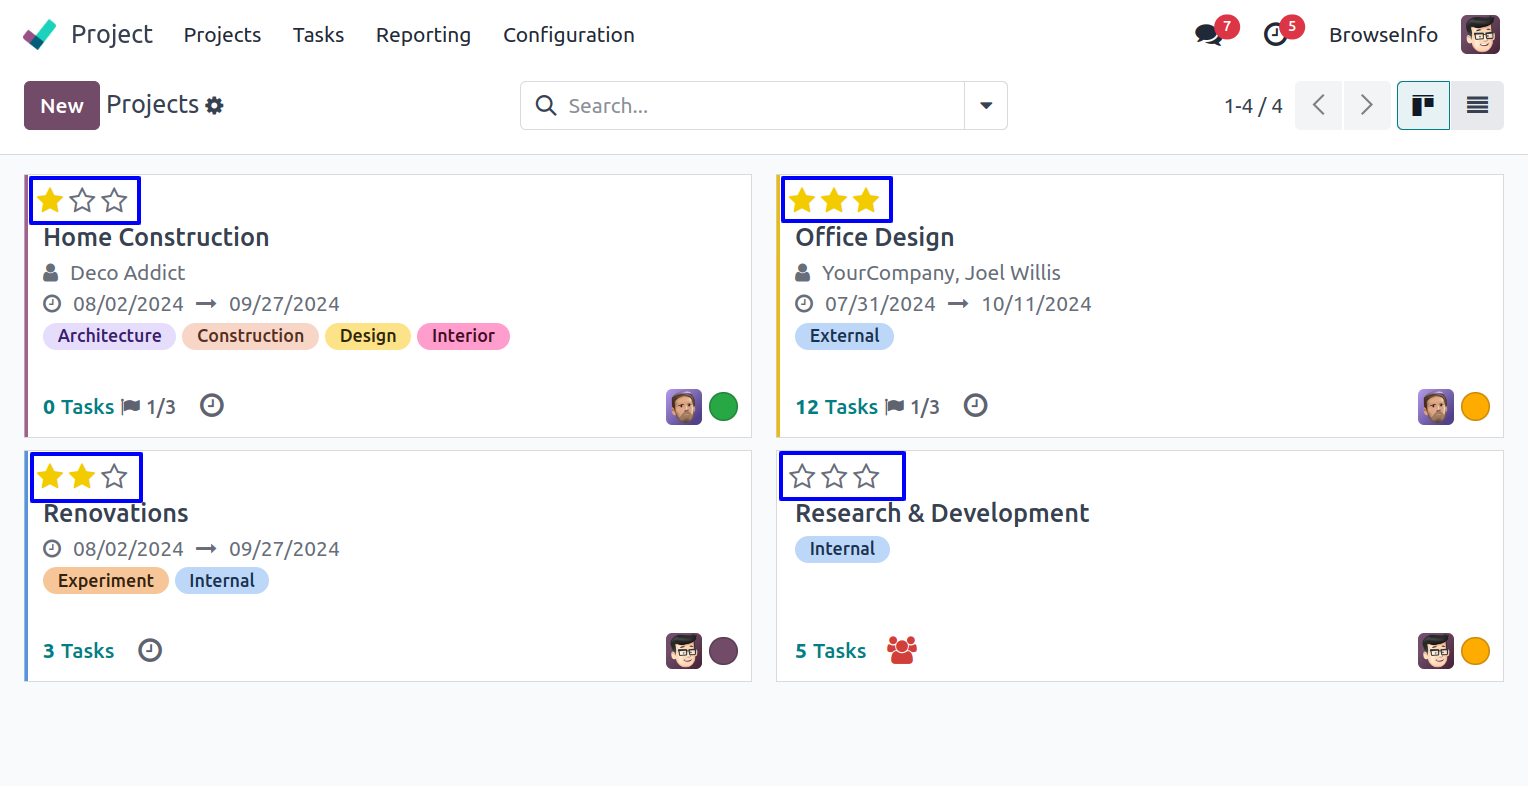 Project Projects Tasks Reporting Configuration 7 5 BrowseInfo
New Projects Search... 1-4 / 4
Home Construction
Deco Addict
08/02/2024 → 09/27/2024
Architecture Construction Design Interior
0 Tasks 1/3
Office Design
YourCompany, Joel Willis
07/31/2024 → 10/11/2024
External
12 Tasks 1/3
Renovations
08/02/2024 → 09/27/2024
Experiment Internal
3 Tasks
Research & Development
Internal
5 Tasks